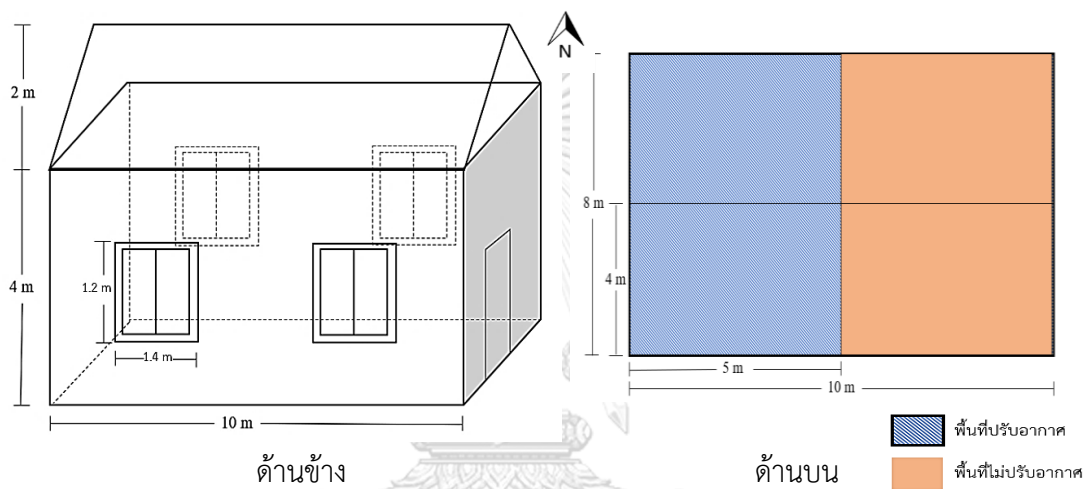 2 m
4 m
1.2 m
1.4 m
10 m
ด้านข้าง
N
8 m
4 m
5 m
10 m
ด้านบน
พื้นที่ปรับอากาศ
พื้นที่ไม่ปรับอากาศ